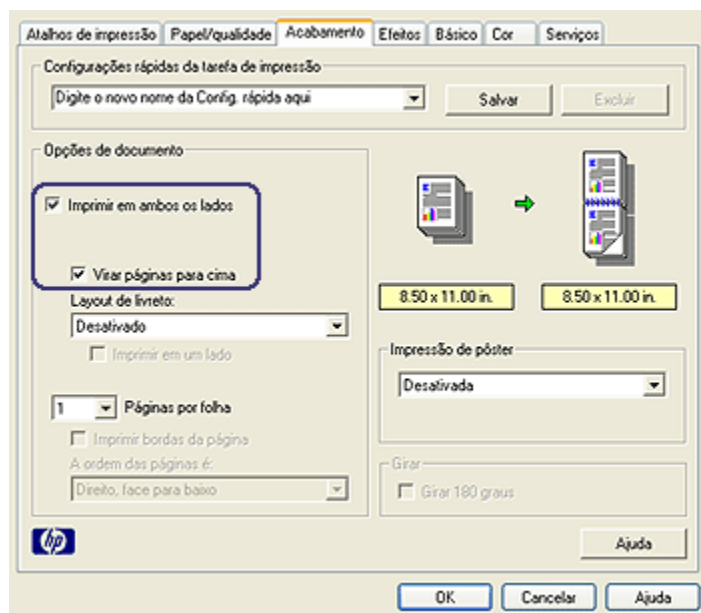 Atalhos de impressão Papel/qualidade Acabamento Efeitos Básico Cor Serviços
Configurações rápidas da tarefa de impressão
Digite o novo nome da Config. rápida aqui Salvar Excluir
Opções de documento
Imprimir em ambos os lados
Virar páginas para cima
Layout de livreto:
Desativado
Imprimir em um lado
1 Páginas por folha
Imprimir bordas da página
A ordem das páginas é:
Direito, face para baixo
8.50 x 11.00 in. 8.50 x 11.00 in.
Impressão de pôster
Desativada
Girar
Girar 180 graus
hp
Ajuda
OK Cancelar Ajuda